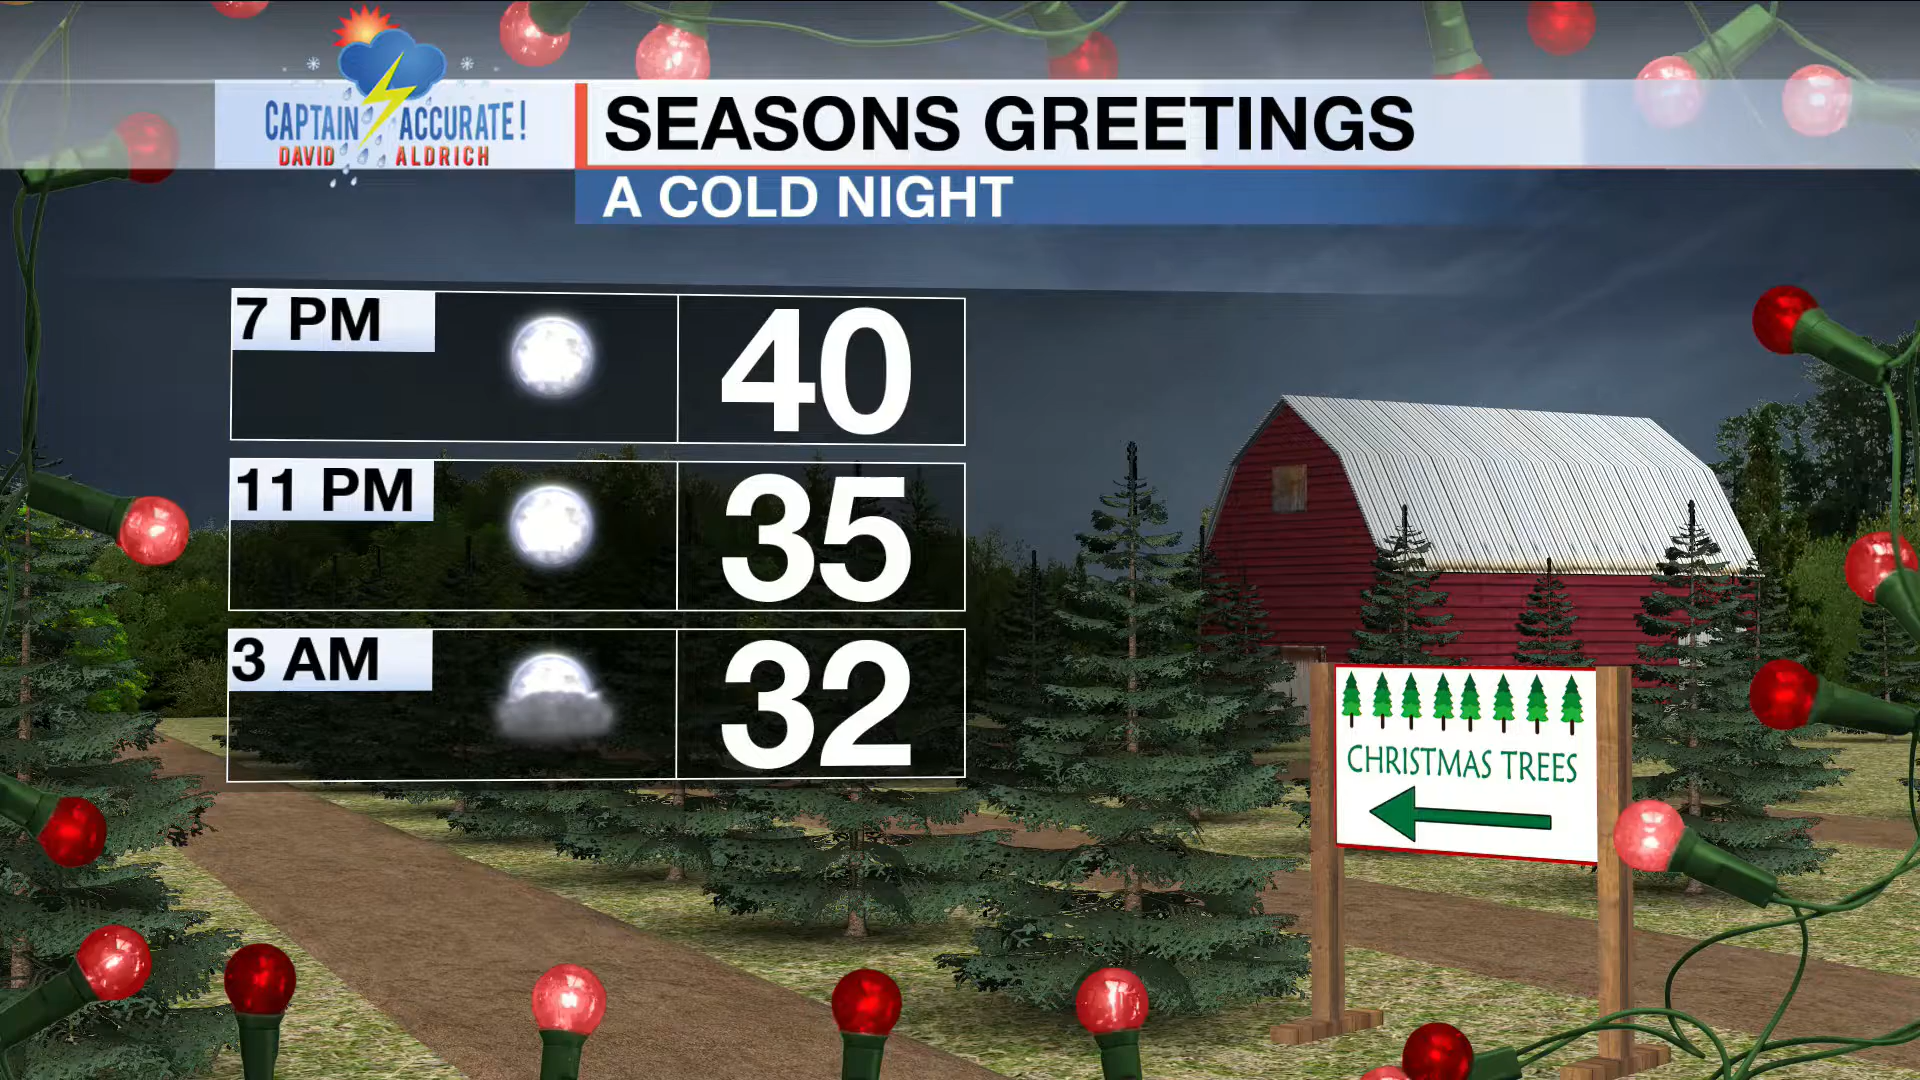 CAPTAIN ACCURATE!
DAVID ALDRICH
SEASONS GREETINGS
A COLD NIGHT
7 PM
40
11 PM
35
3 AM
32
CHRISTMAS TREES